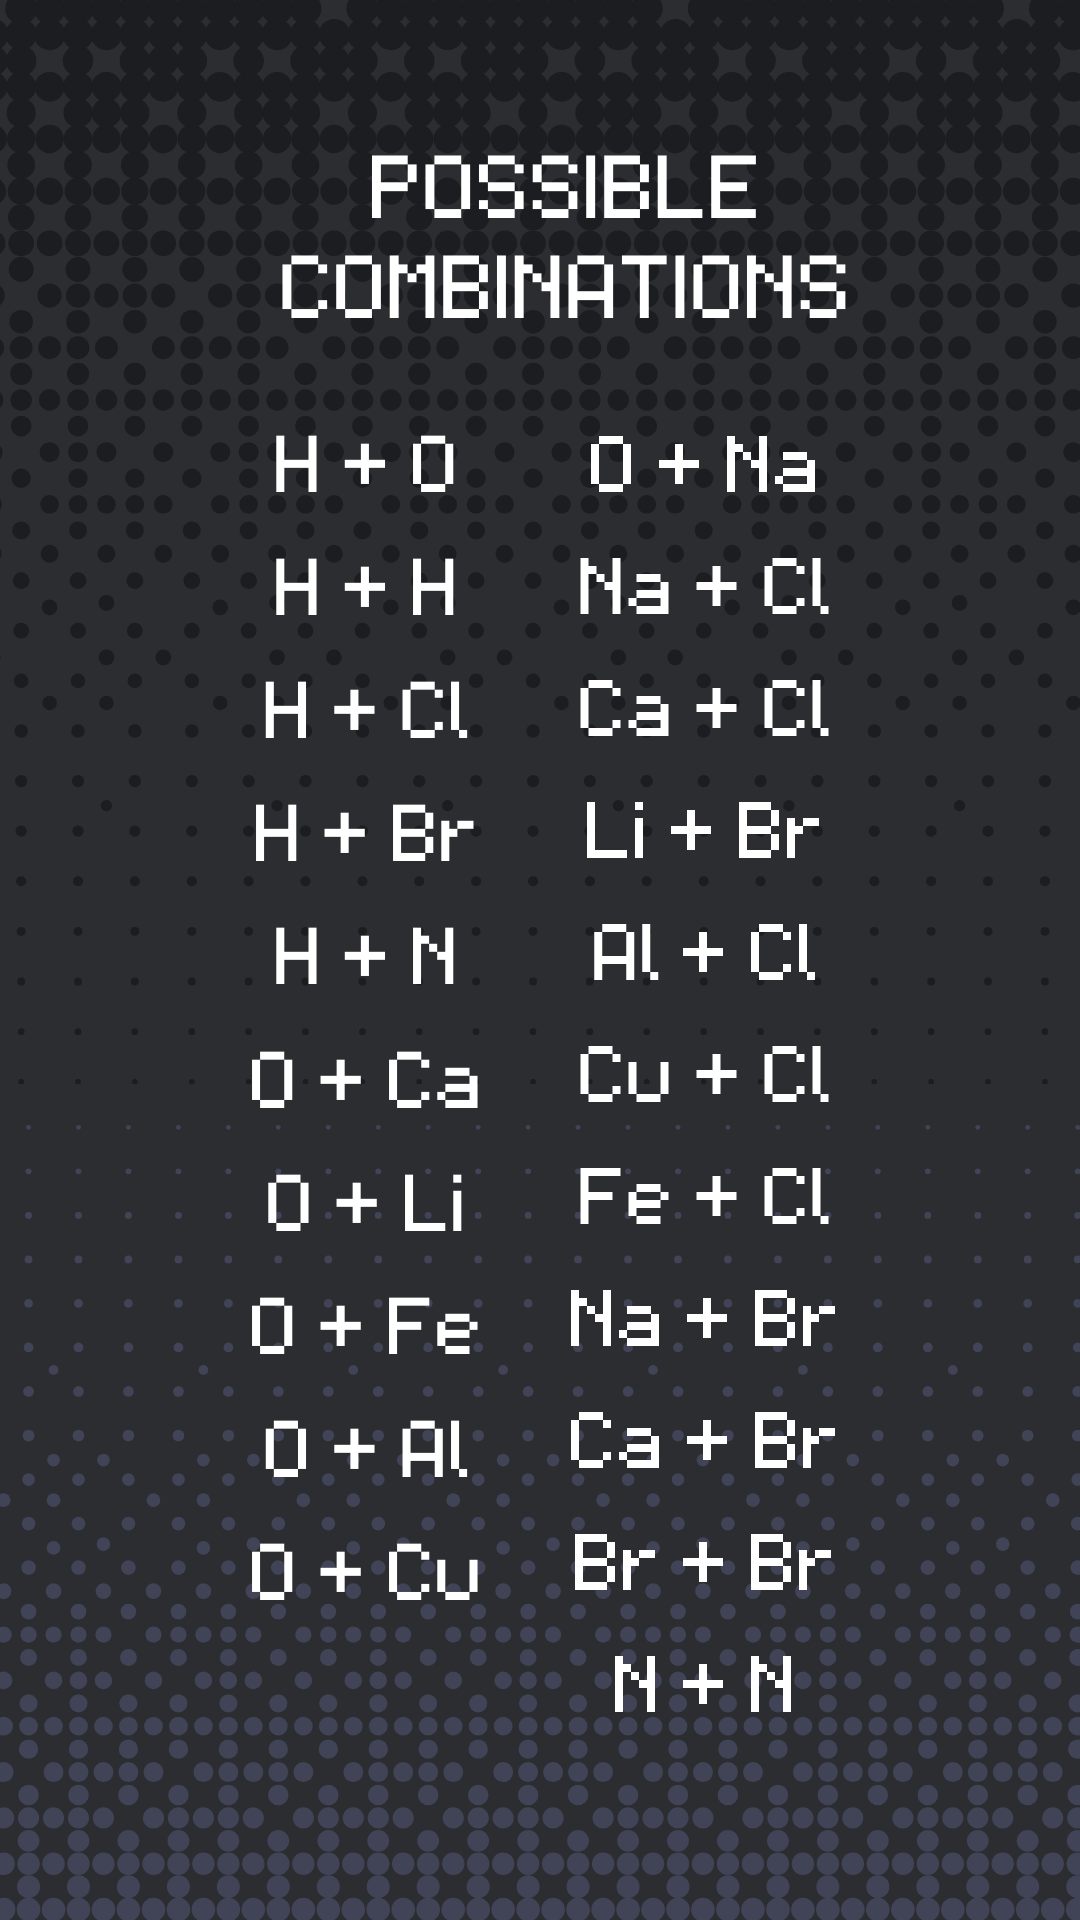 POSSIBLE
COMBINATIONS
H + O
H + H
H + Cl
H + Br
H + N
O + Ca
O + Li
O + Fe
O + Al
O + Cu
O + Na
Na + Cl
Ca + Cl
Li + Br
Al + Cl
Cu + Cl
Fe + Cl
Na + Br
Ca + Br
Br + Br
N + N